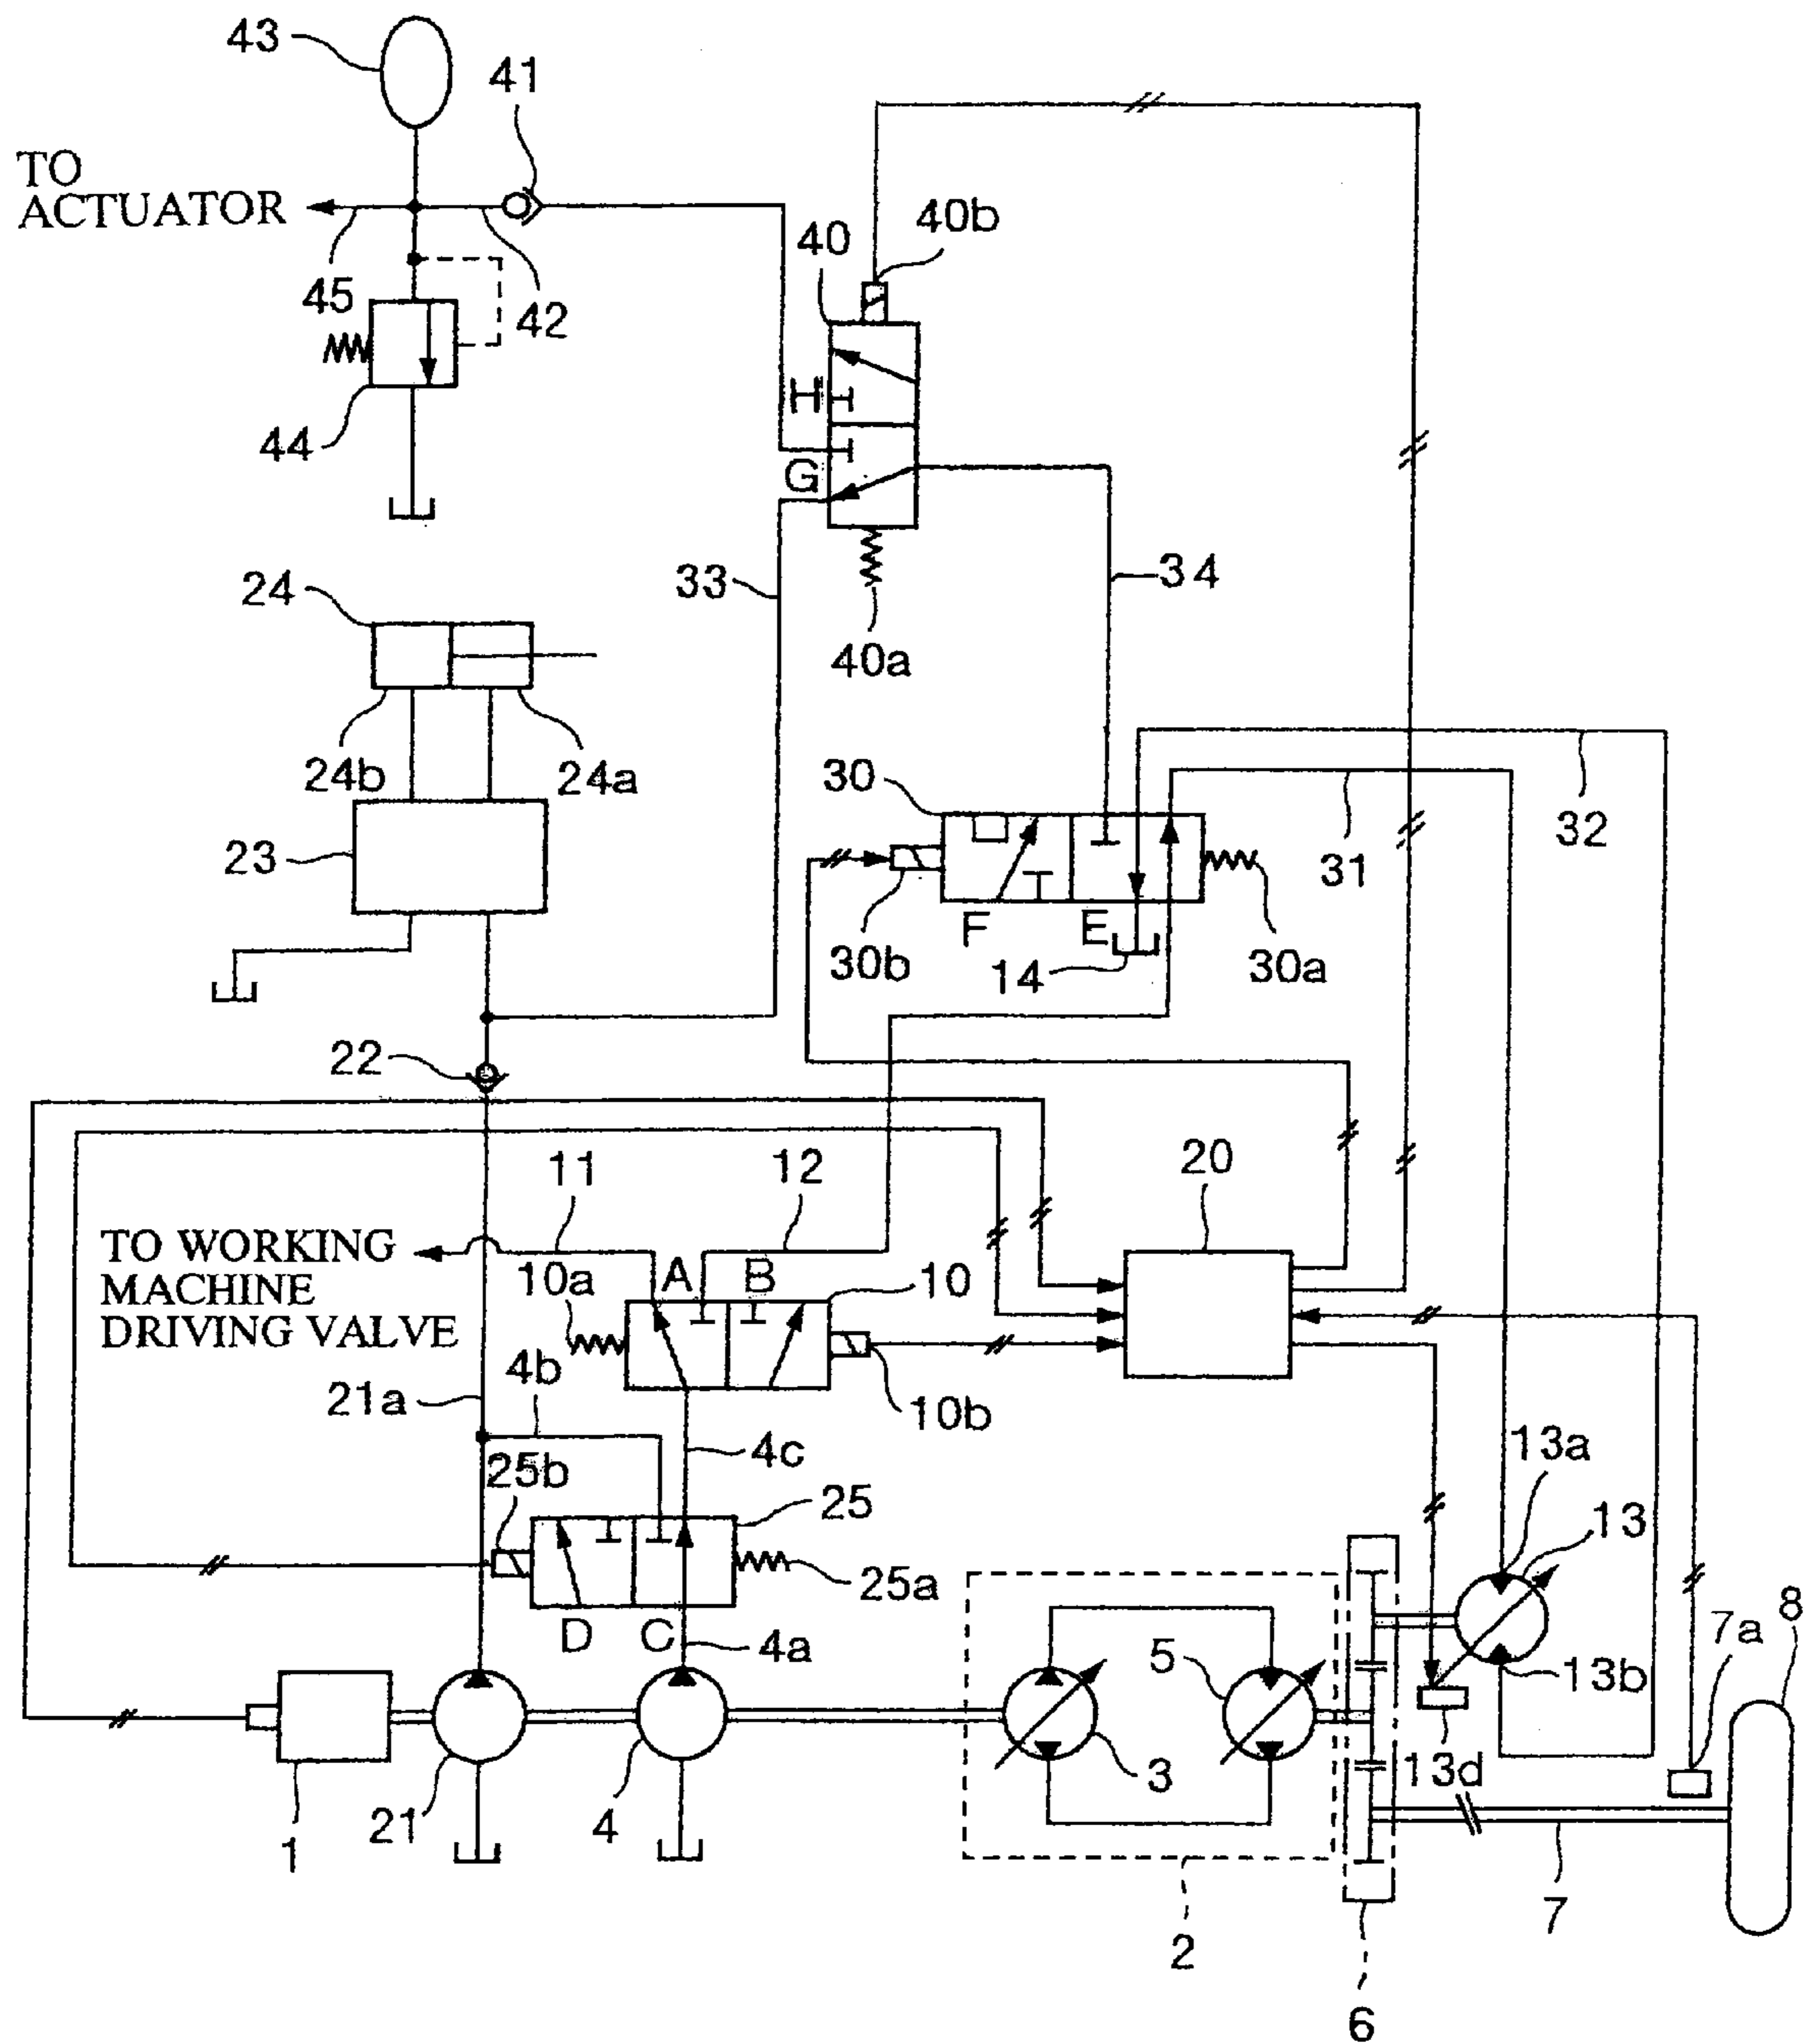 43
41
TO
ACTUATOR
40
40b
45
42
H
44
G
33
34
24
40a
24b
24a
30
32
23
31
F
E
30b
14
30a
22
11
12
20
TO WORKING
MACHINE
DRIVING VALVE
10a
A
B
10
4b
21a
10b
4c
13a
25b
25
13
25a
D
C
4a
5
7a
8
13b
3
13d
1
21
4
2
7
6